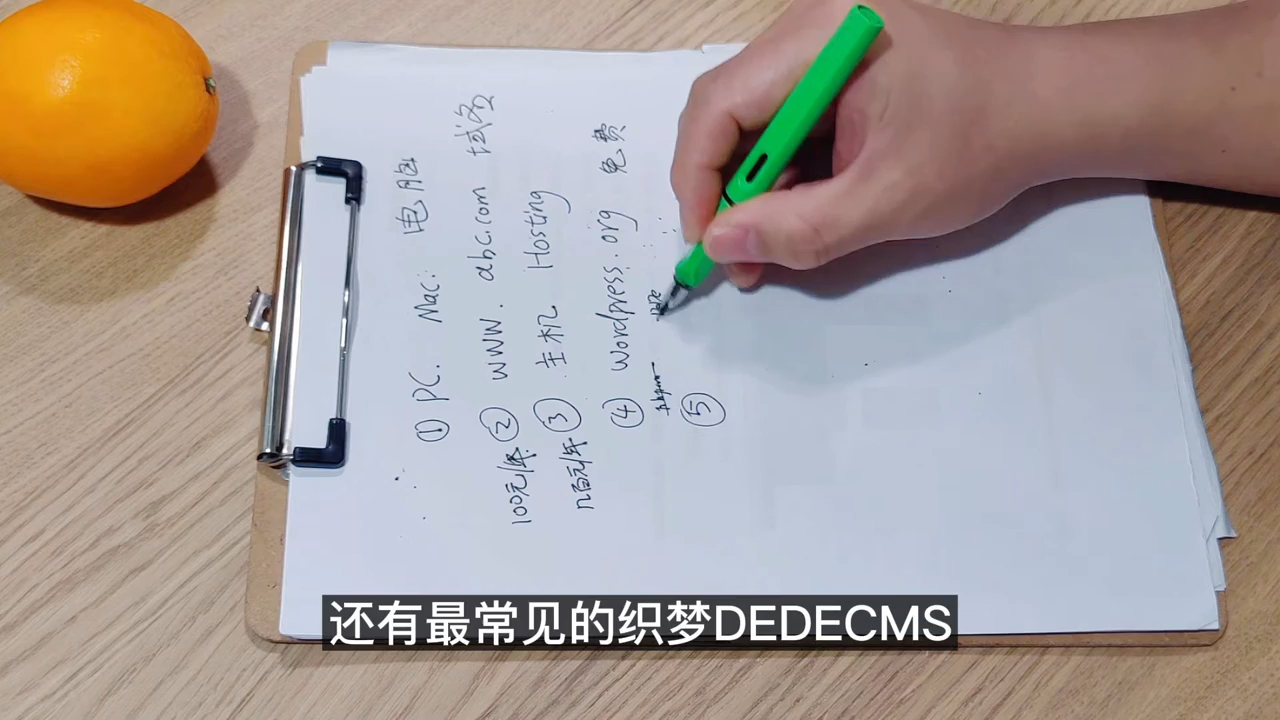 ① PC. Mac: 电脑
② WWW. abc.com 域名
100元/年
③ 主机 Hosting
几百元/年
④ Wordpress.org 免费
⑤
还有最常见的织梦DEDECMS